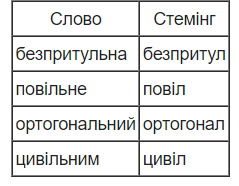 Слово Стемінг
безпритульна безпритул
повільне повіл
ортогональний ортогонал
цивільним цивіл